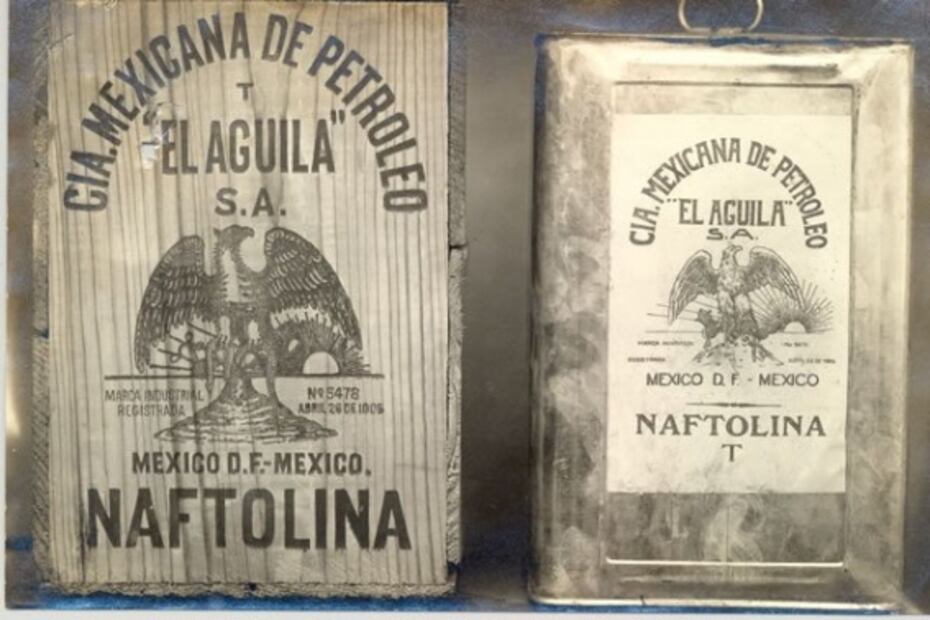 CIA. MEXICANA DE PETROLEO
T
"EL AGUILA"
S.A.
MARCA INDUSTRIAL
REGISTRADA
Nº 5478
ABRIL 26 DE 1905
MEXICO D.F.-MEXICO.
NAFTOLINA
CIA. MEXICANA DE PETROLEO
"EL AGUILA"
S.A.
MEXICO D. F. - MEXICO
NAFTOLINA
T